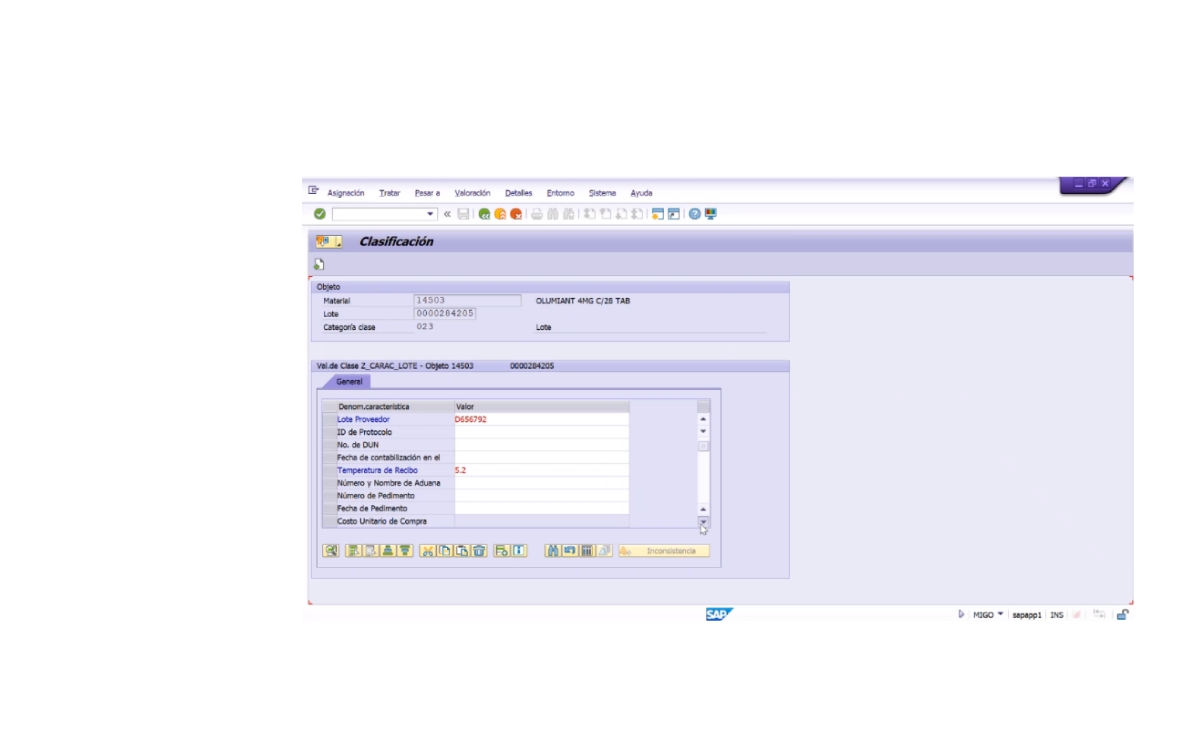 Asignación Tratar Pasar a Valoración Detalles Entorno Sistema Ayuda
Clasificación
Objeto
Material 14503 OLUMIANT 4MG C/28 TAB
Lote 0000284205
Categoría clase 023 Lote
Val.de Clase Z_CARAC_LOTE - Objeto 14503 0000284205
General
Denom.característica Valor
Lote Proveedor D656792
ID de Protocolo
No. de DUN
Fecha de contabilización en el
Temperatura de Recibo 5.2
Número y Nombre de Aduana
Número de Pedimento
Fecha de Pedimento
Costo Unitario de Compra
Inconsistencia
SAP MIGO sapapp1 INS